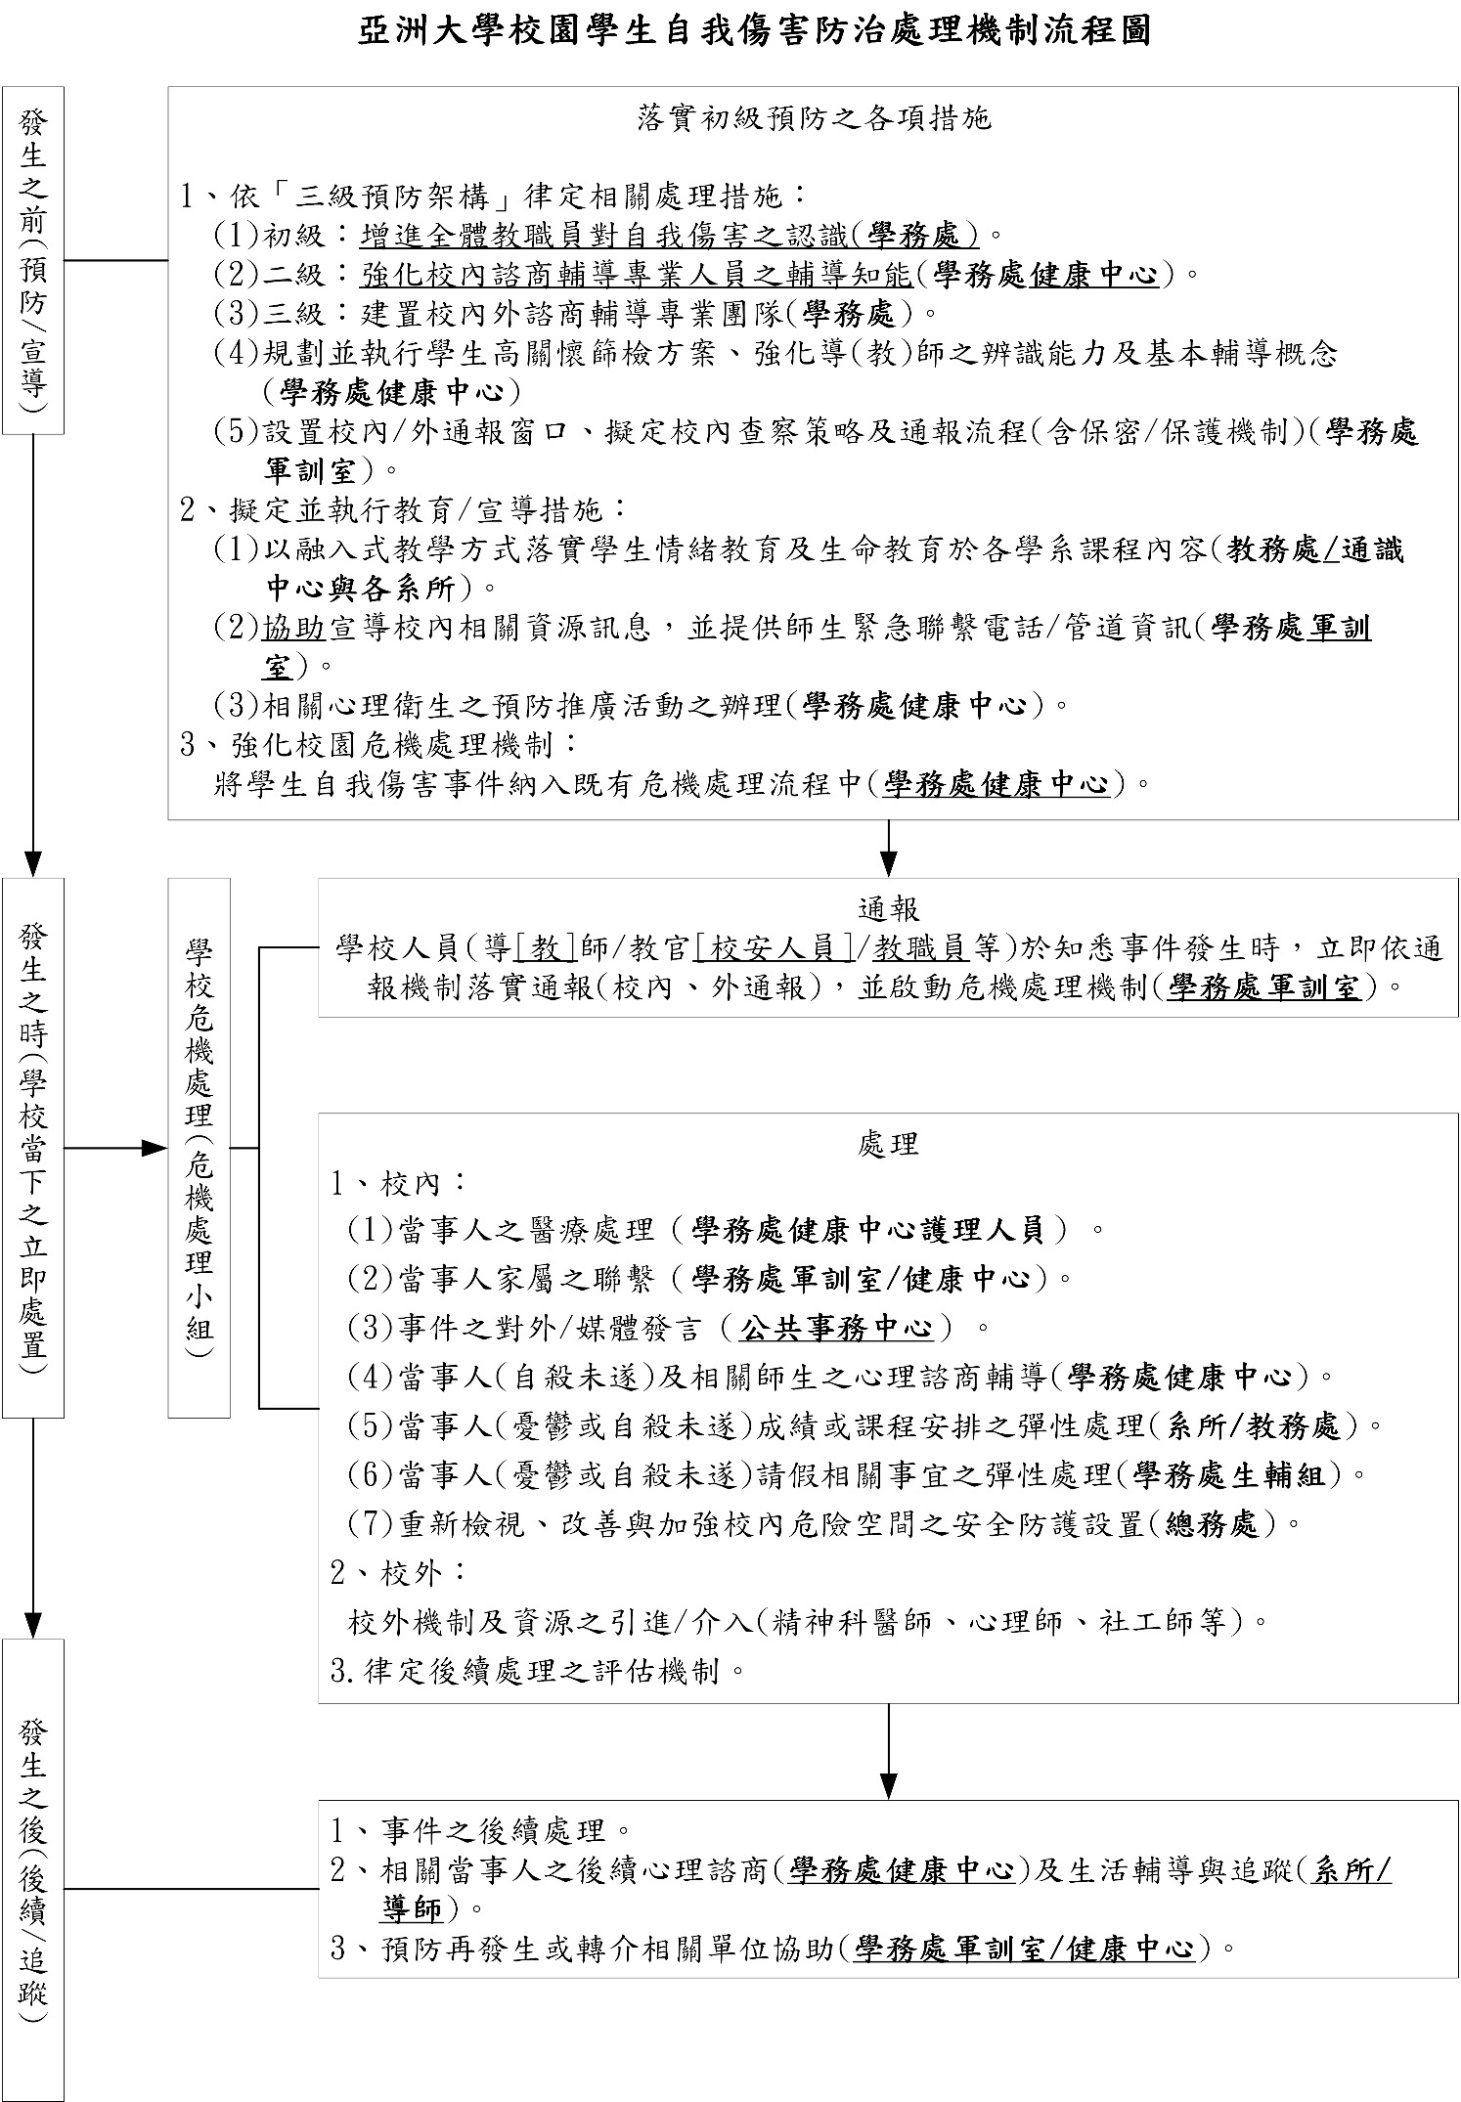 亞洲大學校園學生自我傷害防治處理機制流程圖
發生之前(預防/宣導)
落實初級預防之各項措施
1、依「三級預防架構」律定相關處理措施：
(1)初級：增進全體教職員對自我傷害之認識(學務處)。
(2)二級：強化校內諮商輔導專業人員之輔導知能(學務處健康中心)。
(3)三級：建置校內外諮商輔導專業團隊(學務處)。
(4)規劃並執行學生高關懷篩檢方案、強化導(教)師之辨識能力及基本輔導概念
(學務處健康中心)
(5)設置校內/外通報窗口、擬定校內查察策略及通報流程(含保密/保護機制)(學務處
軍訓室)。
2、擬定並執行教育/宣導措施：
(1)以融入式教學方式落實學生情緒教育及生命教育於各學系課程內容(教務處/通識
中心與各系所)。
(2)協助宣導校內相關資源訊息，並提供師生緊急聯繫電話/管道資訊(學務處軍訓
室)。
(3)相關心理衛生之預防推廣活動之辦理(學務處健康中心)。
3、強化校園危機處理機制：
將學生自我傷害事件納入既有危機處理流程中(學務處健康中心)。
發生之時(學校當下之立即處置)
學校危機處理(危機處理小組)
通報
學校人員(導[教]師/教官[校安人員]/教職員等)於知悉事件發生時，立即依通
報機制落實通報(校內、外通報)，並啟動危機處理機制(學務處軍訓室)。
處理
1、校內：
(1)當事人之醫療處理（學務處健康中心護理人員）。
(2)當事人家屬之聯繫（學務處軍訓室/健康中心)。
(3)事件之對外/媒體發言（公共事務中心）。
(4)當事人(自殺未遂)及相關師生之心理諮商輔導(學務處健康中心)。
(5)當事人(憂鬱或自殺未遂)成績或課程安排之彈性處理(系所/教務處)。
(6)當事人(憂鬱或自殺未遂)請假相關事宜之彈性處理(學務處生輔組)。
(7)重新檢視、改善與加強校內危險空間之安全防護設置(總務處)。
2、校外：
校外機制及資源之引進/介入(精神科醫師、心理師、社工師等)。
3.律定後續處理之評估機制。
發生之後(後續/追蹤)
1、事件之後續處理。
2、相關當事人之後續心理諮商(學務處健康中心)及生活輔導與追蹤(系所/
導師)。
3、預防再發生或轉介相關單位協助(學務處軍訓室/健康中心)。